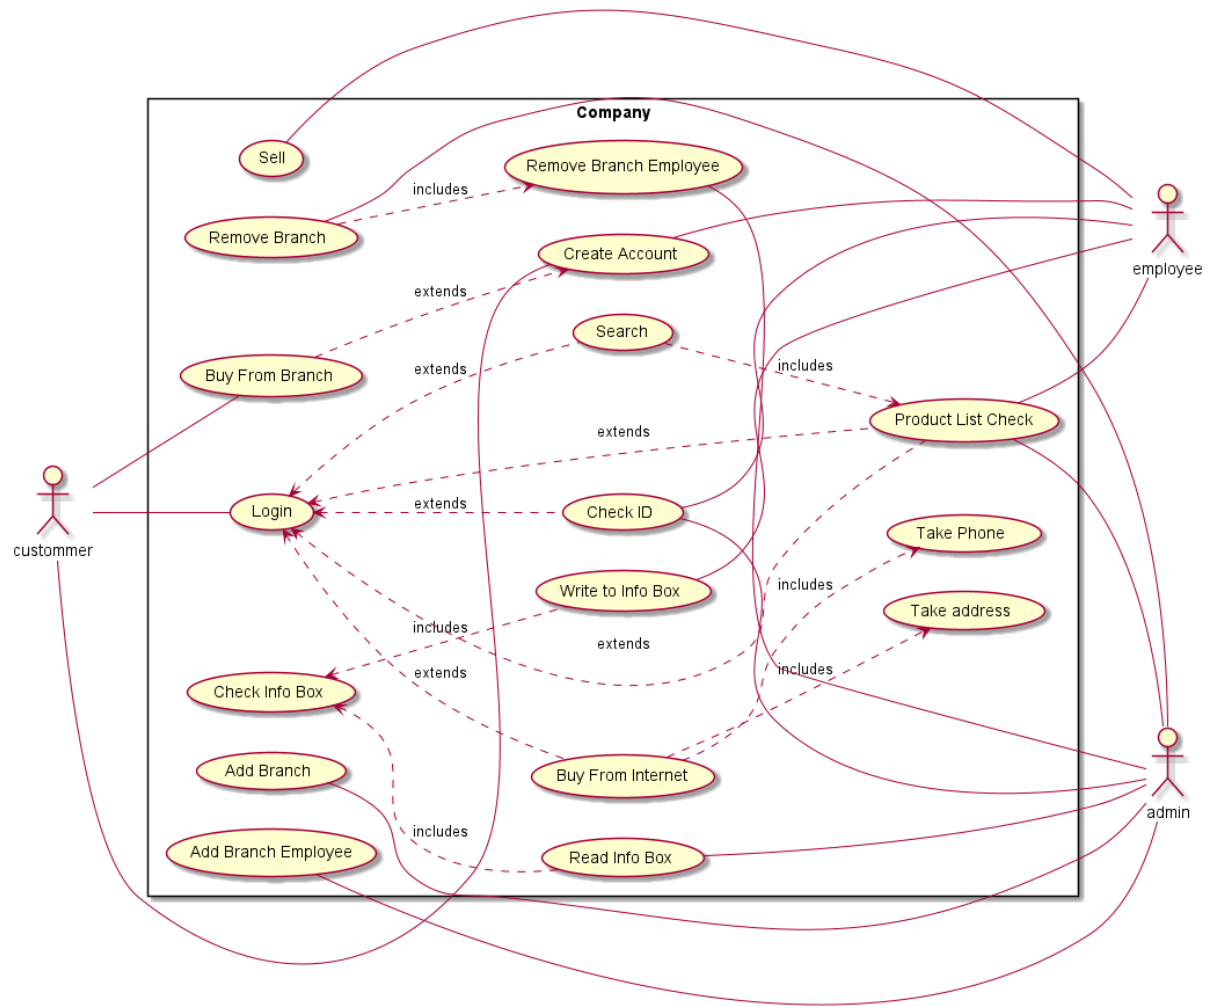 Company
Sell
Remove Branch Employee
includes
Remove Branch
Create Account
employee
extends
Search
includes
extends
Buy From Branch
Product List Check
extends
Login
extends
Check ID
Take Phone
custommer
Write to Info Box
includes
Take address
includes
extends
extends
includes
Check Info Box
Add Branch
Buy From Internet
admin
includes
Add Branch Employee
Read Info Box